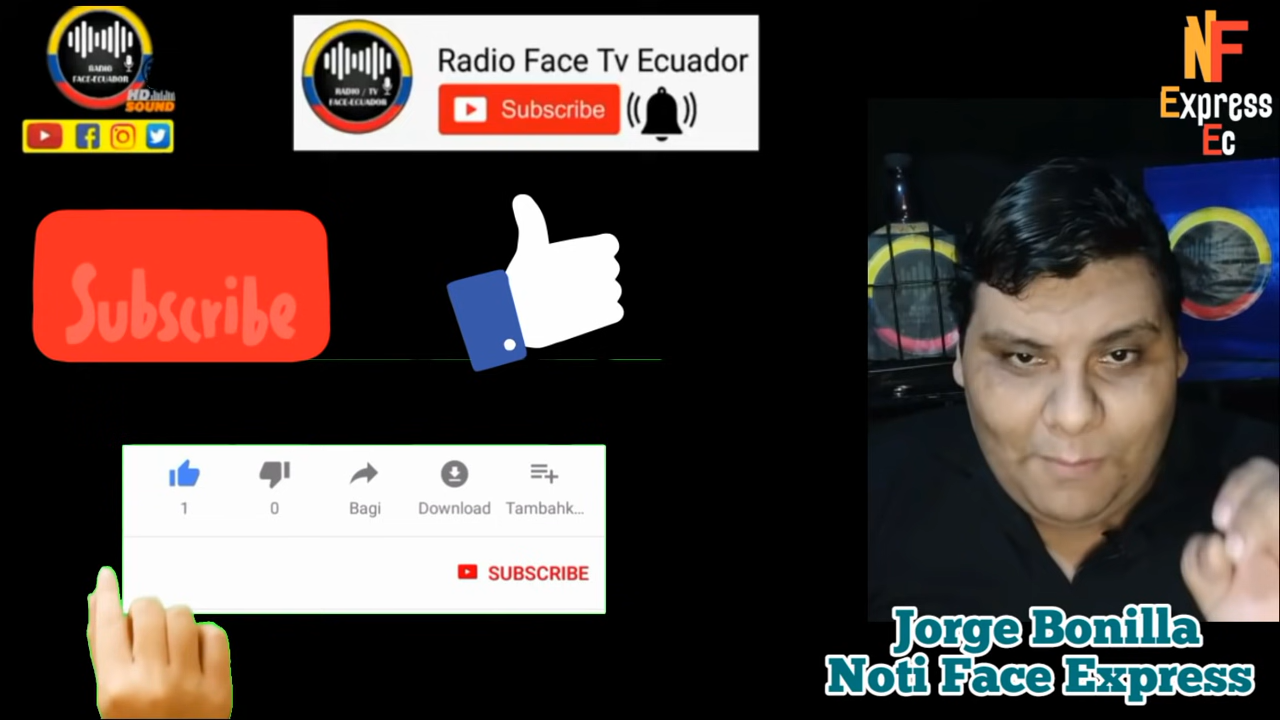 RADIO
FACE-ECUADOR
HD
SOUND
RADIO / TV
FACE-ECUADOR
Radio Face Tv Ecuador
Subscribe
NF
Express
Ec
Subscribe
1
0
Bagi
Download
Tambahk...
SUBSCRIBE
Jorge Bonilla
Noti Face Express